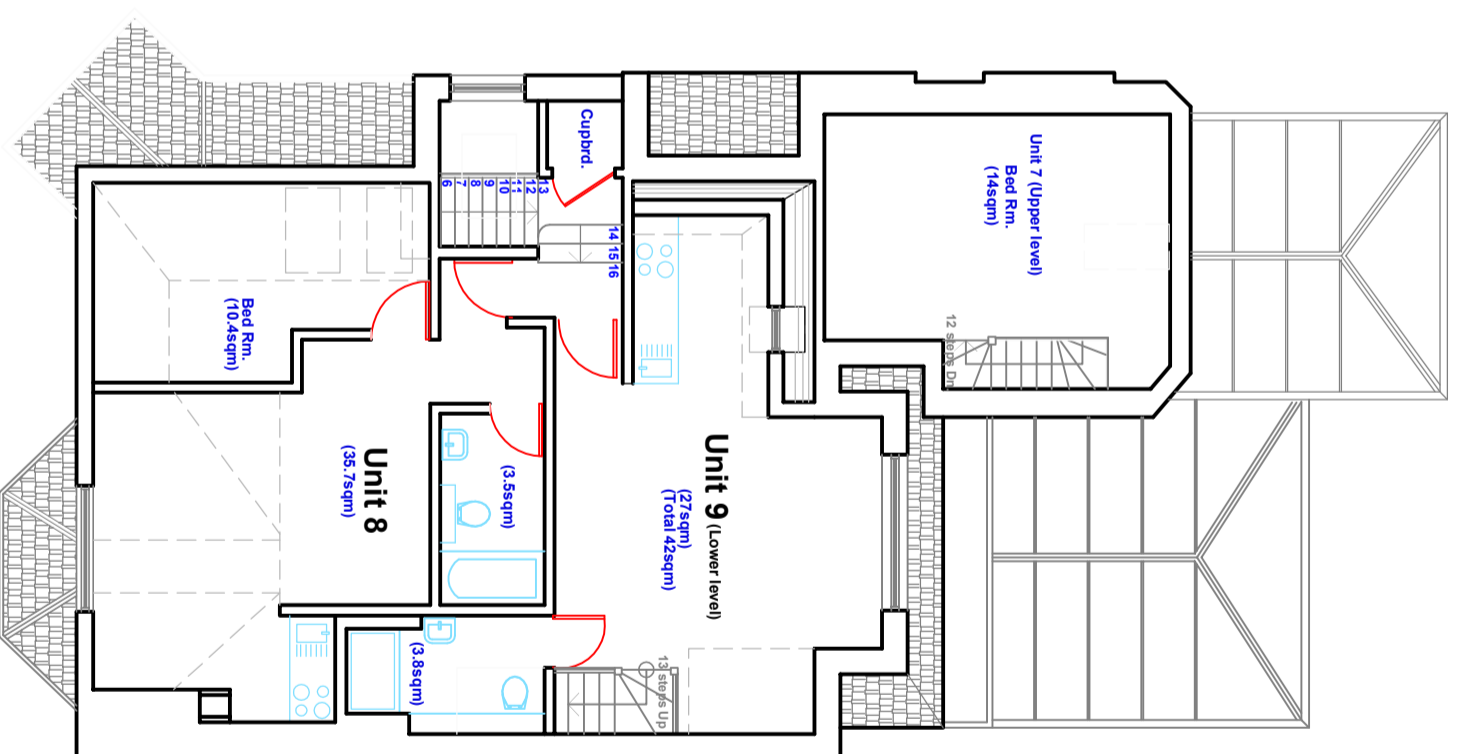 Cupbrd.
6
7
8
9
10
11
12
13
14
15
16
Unit 7 (Upper level)
Bed Rm.
(14sqm)
12 steps Dn
Bed Rm.
(10.4sqm)
Unit 8
(35.7sqm)
(3.5sqm)
Unit 9 (Lower level)
(27sqm)
(Total 42sqm)
(3.8sqm)
13 steps Up